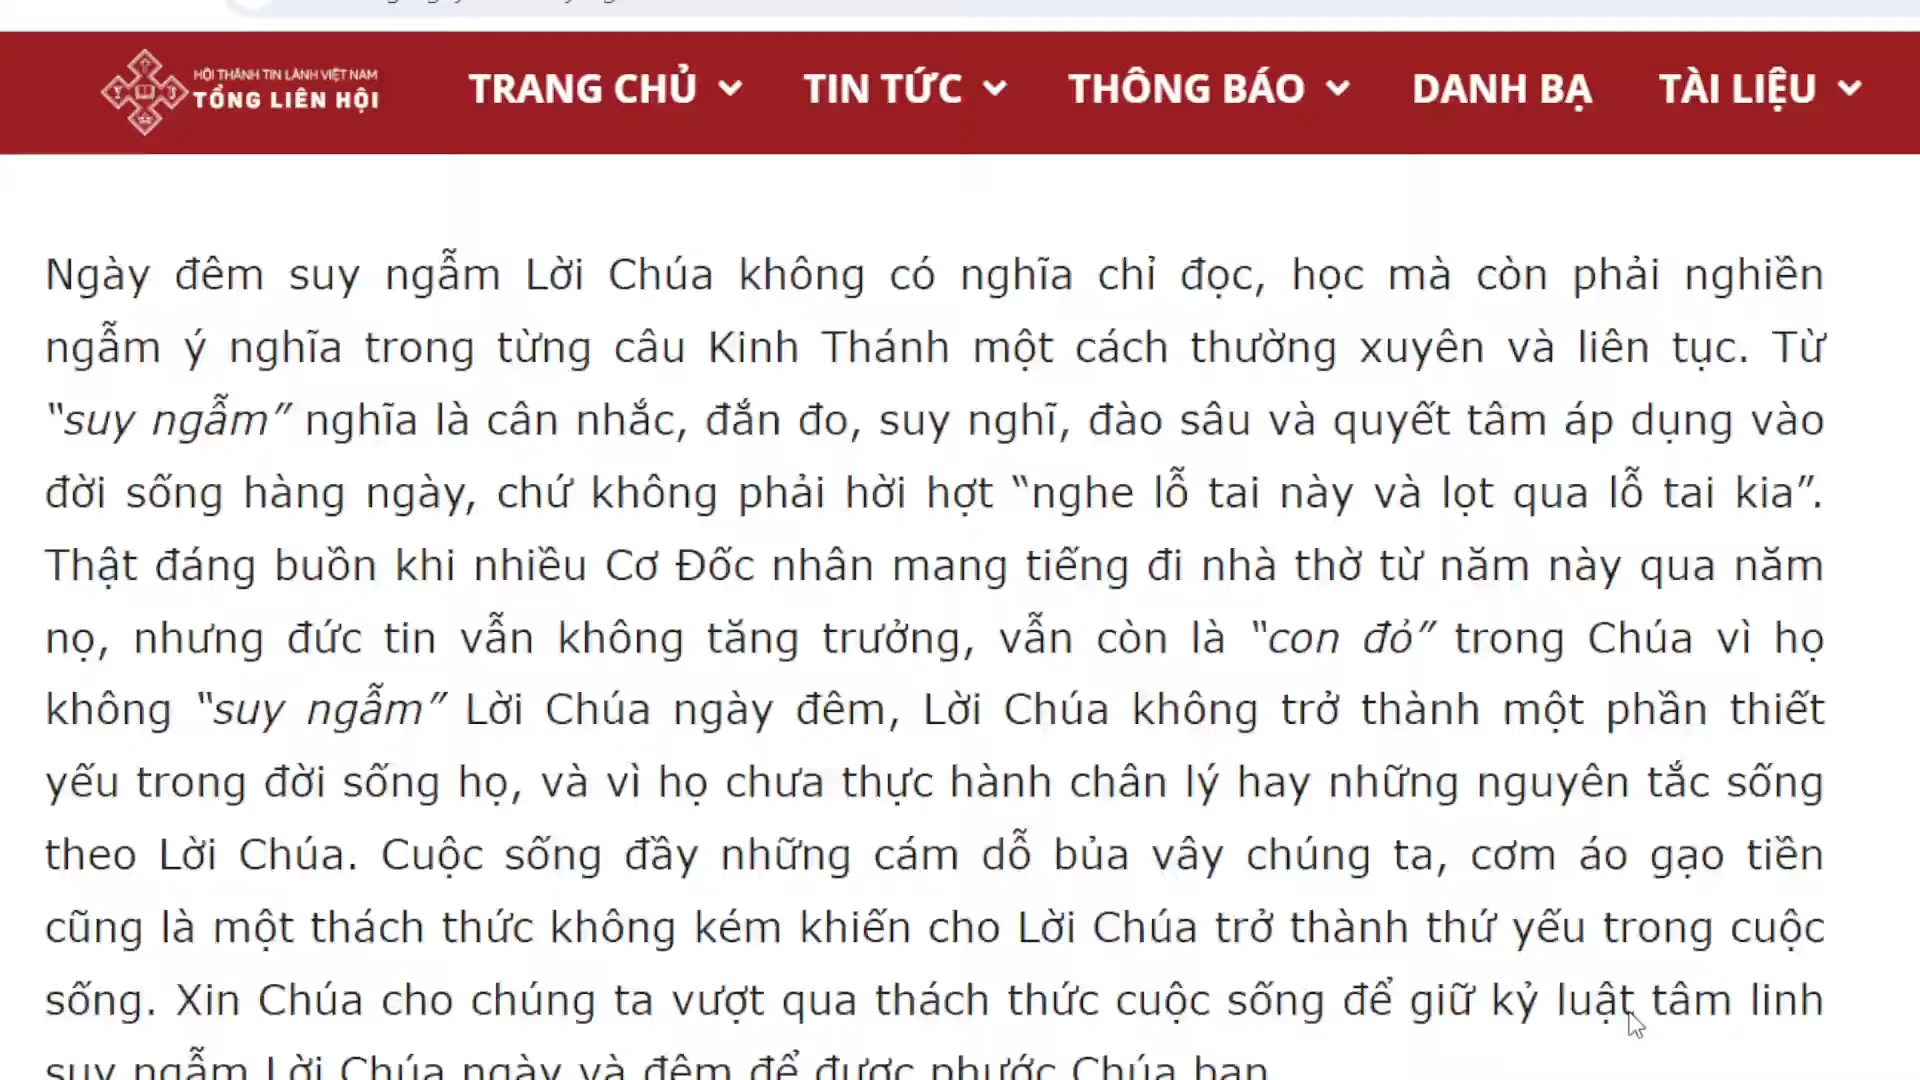 HỘI THÁNH TIN LÀNH VIỆT NAM
TỔNG LIÊN HỘI
TRANG CHỦ TIN TỨC THÔNG BÁO DANH BẠ TÀI LIỆU
Ngày đêm suy ngẫm Lời Chúa không có nghĩa chỉ đọc, học mà còn phải nghiền
ngẫm ý nghĩa trong từng câu Kinh Thánh một cách thường xuyên và liên tục. Từ
“suy ngẫm” nghĩa là cân nhắc, đắn đo, suy nghĩ, đào sâu và quyết tâm áp dụng vào
đời sống hàng ngày, chứ không phải hời hợt “nghe lỗ tai này và lọt qua lỗ tai kia”.
Thật đáng buồn khi nhiều Cơ Đốc nhân mang tiếng đi nhà thờ từ năm này qua năm
nọ, nhưng đức tin vẫn không tăng trưởng, vẫn còn là “con đỏ” trong Chúa vì họ
không “suy ngẫm” Lời Chúa ngày đêm, Lời Chúa không trở thành một phần thiết
yếu trong đời sống họ, và vì họ chưa thực hành chân lý hay những nguyên tắc sống
theo Lời Chúa. Cuộc sống đầy những cám dỗ bủa vây chúng ta, cơm áo gạo tiền
cũng là một thách thức không kém khiến cho Lời Chúa trở thành thứ yếu trong cuộc
sống. Xin Chúa cho chúng ta vượt qua thách thức cuộc sống để giữ kỷ luật tâm linh
suy ngẫm Lời Chúa ngày và đêm để được phước Chúa ban